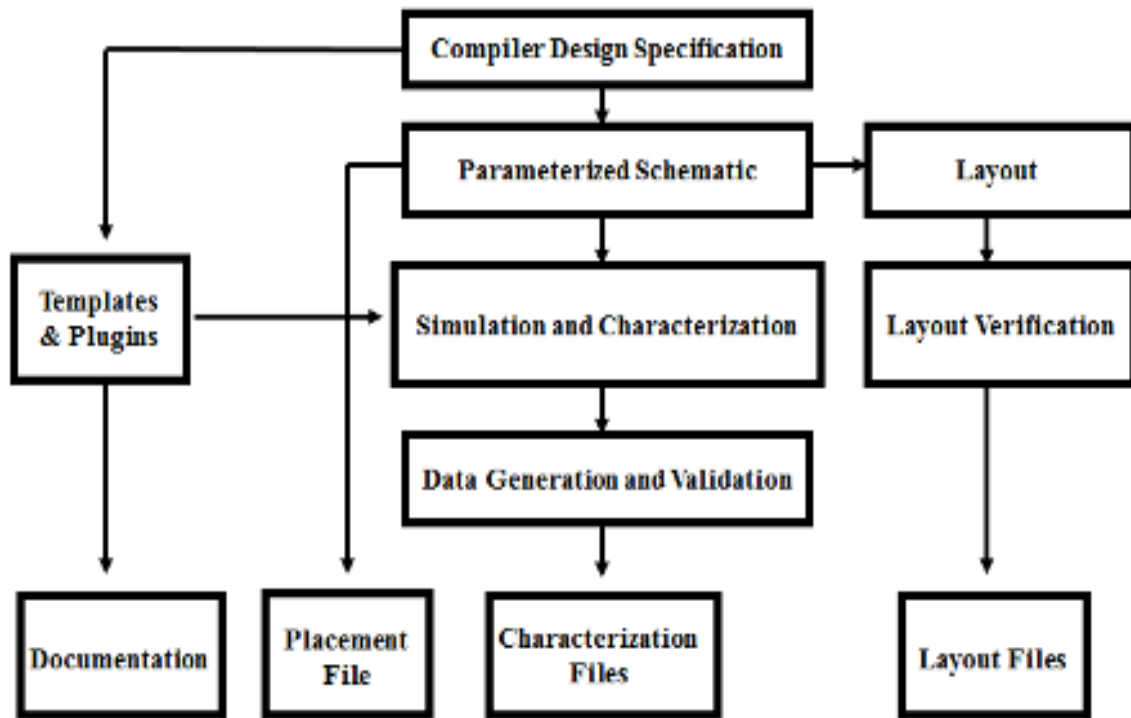 Compiler Design Specification
Parameterized Schematic
Layout
Templates
& Plugins
Simulation and Characterization
Layout Verification
Data Generation and Validation
Documentation
Placement
File
Characterization
Files
Layout Files